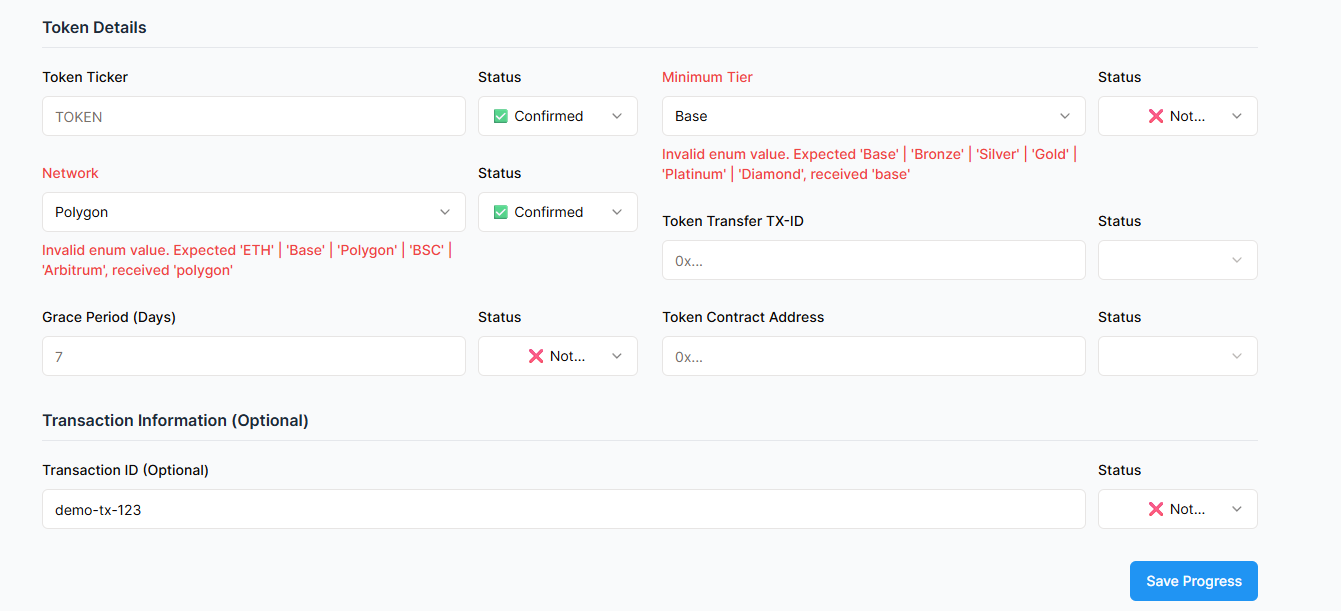 Token Details
Token Ticker
Status
TOKEN
✅ Confirmed
Minimum Tier
Status
Base
❌ Not...
Invalid enum value. Expected 'Base' | 'Bronze' | 'Silver' | 'Gold' |
'Platinum' | 'Diamond', received 'base'
Network
Status
Polygon
✅ Confirmed
Invalid enum value. Expected 'ETH' | 'Base' | 'Polygon' | 'BSC' |
'Arbitrum', received 'polygon'
Token Transfer TX-ID
Status
0x...
Grace Period (Days)
Status
7
❌ Not...
Token Contract Address
Status
0x...
Transaction Information (Optional)
Transaction ID (Optional)
Status
demo-tx-123
❌ Not...
Save Progress